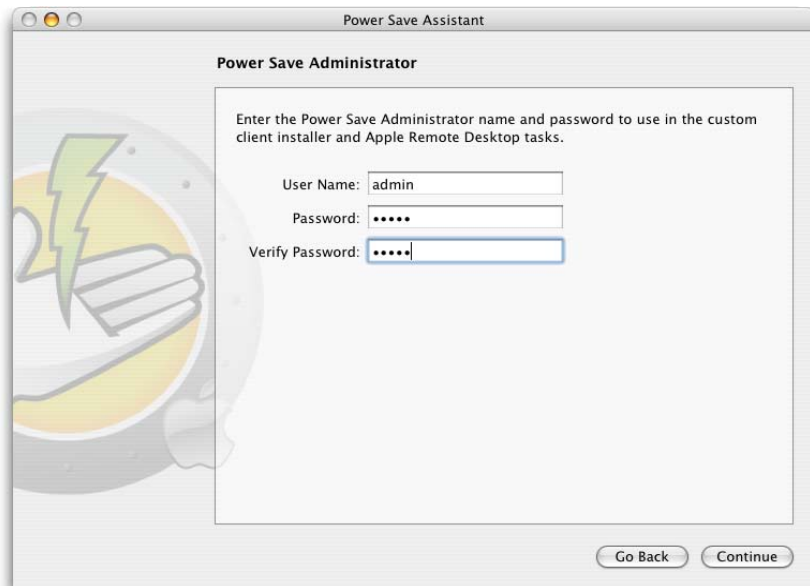 Power Save Assistant
Power Save Administrator
Enter the Power Save Administrator name and password to use in the custom
client installer and Apple Remote Desktop tasks.
User Name: admin
Password: •••••
Verify Password: •••••
Go Back Continue